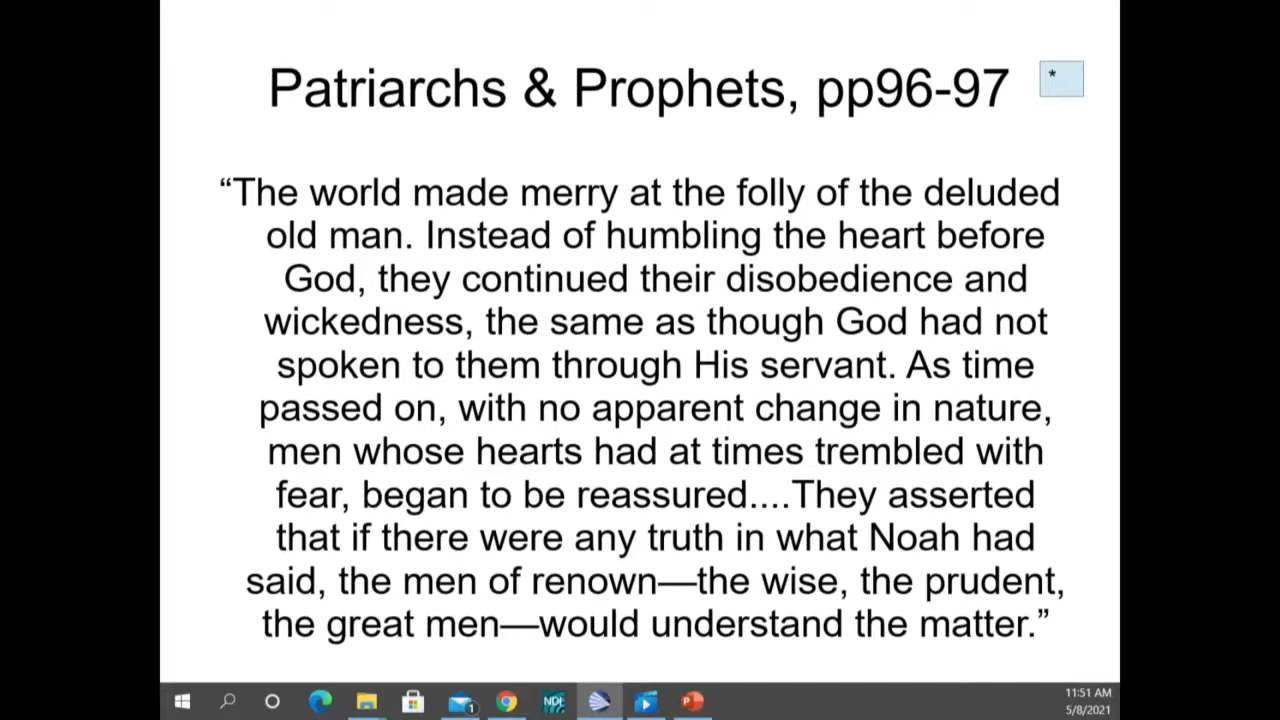 Patriarchs & Prophets, pp96-97
*
“The world made merry at the folly of the deluded
old man. Instead of humbling the heart before
God, they continued their disobedience and
wickedness, the same as though God had not
spoken to them through His servant. As time
passed on, with no apparent change in nature,
men whose hearts had at times trembled with
fear, began to be reassured....They asserted
that if there were any truth in what Noah had
said, the men of renown—the wise, the prudent,
the great men—would understand the matter.”
NDI
1
11:51 AM
5/8/2021